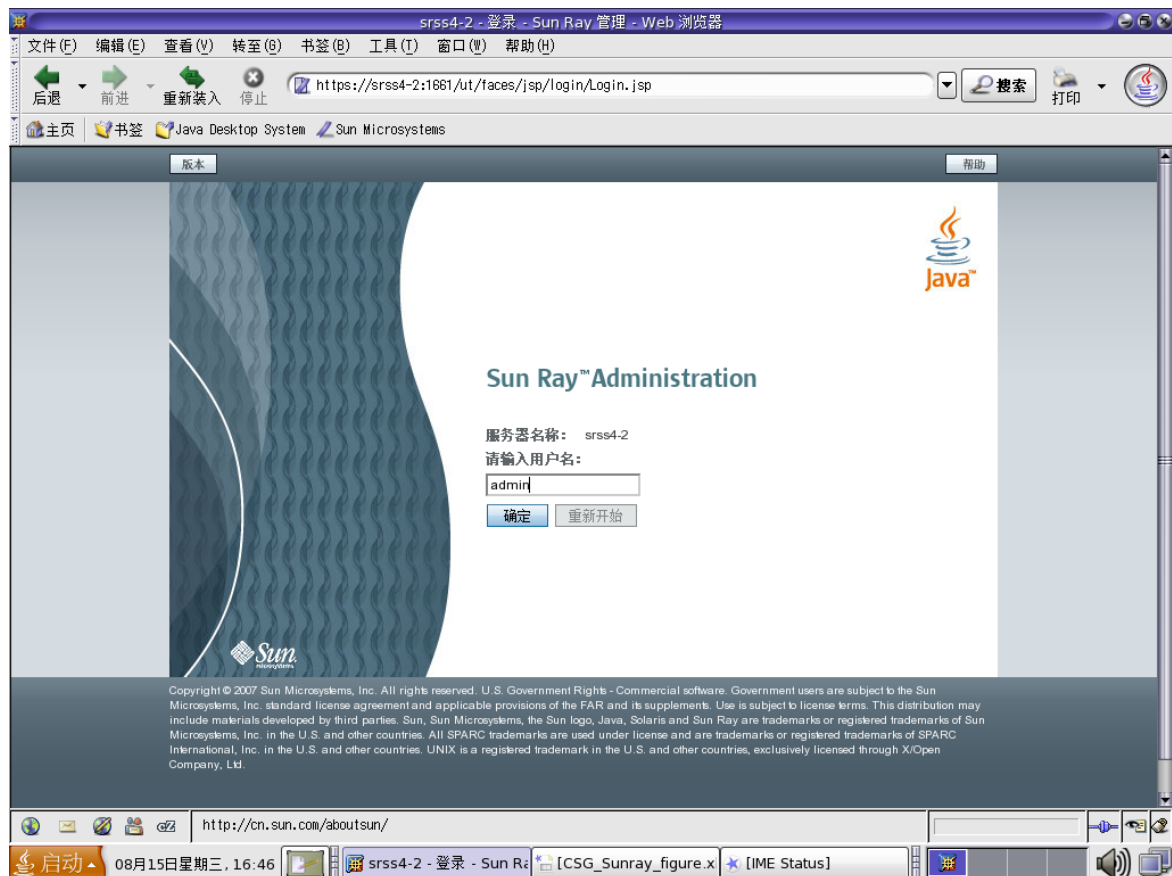 srss4-2 - 登录 - Sun Ray 管理 - Web 浏览器
文件(F) 编辑(E) 查看(V) 转至(G) 书签(B) 工具(T) 窗口(W) 帮助(H)
后退 前进 重新装入 停止 https://srss4-2:1661/ut/faces/jsp/login/Login.jsp 搜索 打印
主页 书签 Java Desktop System Sun Microsystems
版本 帮助
Java™
Sun Ray™Administration
服务器名称: srss4-2
请输入用户名:
admin
确定 重新开始
Sun
microsystems
Copyright © 2007 Sun Microsystems, Inc. All rights reserved. U.S. Government Rights - Commercial software. Government users are subject to the Sun
Microsystems, Inc. standard license agreement and applicable provisions of the FAR and its supplements. Use is subject to license terms. This distribution may
include materials developed by third parties. Sun, Sun Microsystems, the Sun logo, Java, Solaris and Sun Ray are trademarks or registered trademarks of Sun
Microsystems, Inc. in the U.S. and other countries. All SPARC trademarks are used under license and are trademarks or registered trademarks of SPARC
International, Inc. in the U.S. and other countries. UNIX is a registered trademark in the U.S. and other countries, exclusively licensed through X/Open
Company, Ltd.
http://cn.sun.com/aboutsun/
启动 08月15日星期三, 16:46 srss4-2 - 登录 - Sun Ra [CSG_Sunray_figure.x [IME Status]